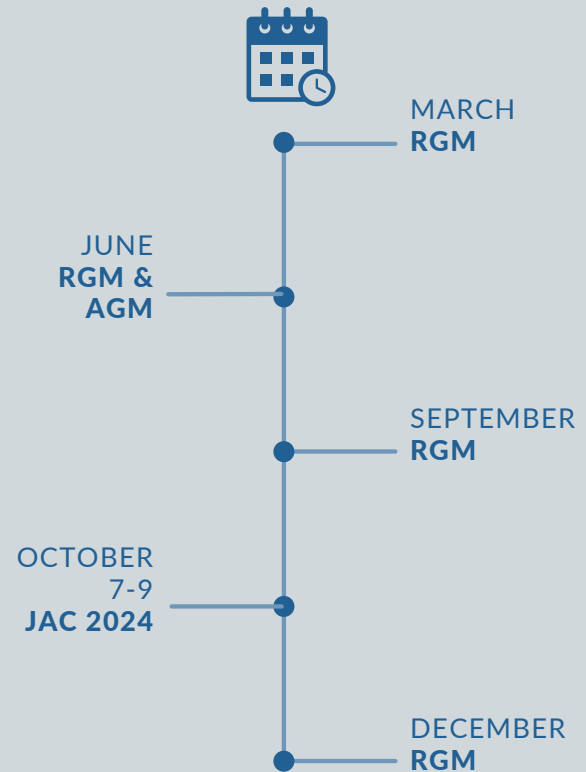 MARCH
RGM
JUNE
RGM &
AGM
SEPTEMBER
RGM
OCTOBER
7-9
JAC 2024
DECEMBER
RGM